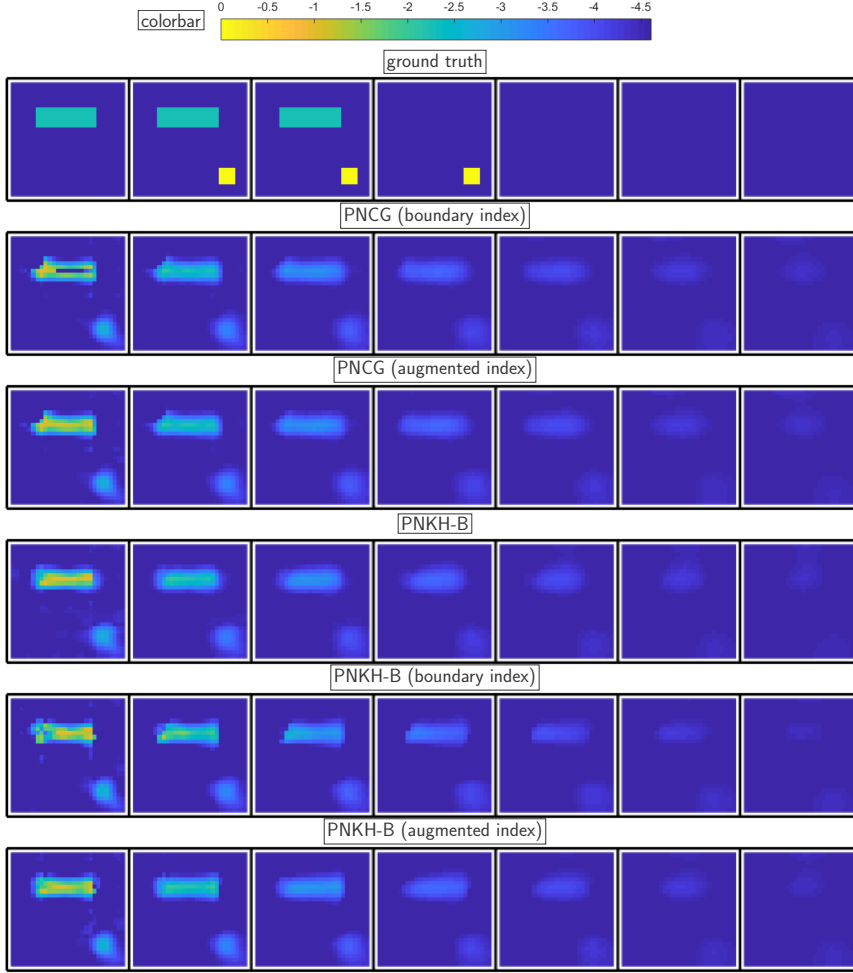 colorbar
0 -0.5 -1 -1.5 -2 -2.5 -3 -3.5 -4 -4.5
ground truth
PNCG (boundary index)
PNCG (augmented index)
PNKH-B
PNKH-B (boundary index)
PNKH-B (augmented index)